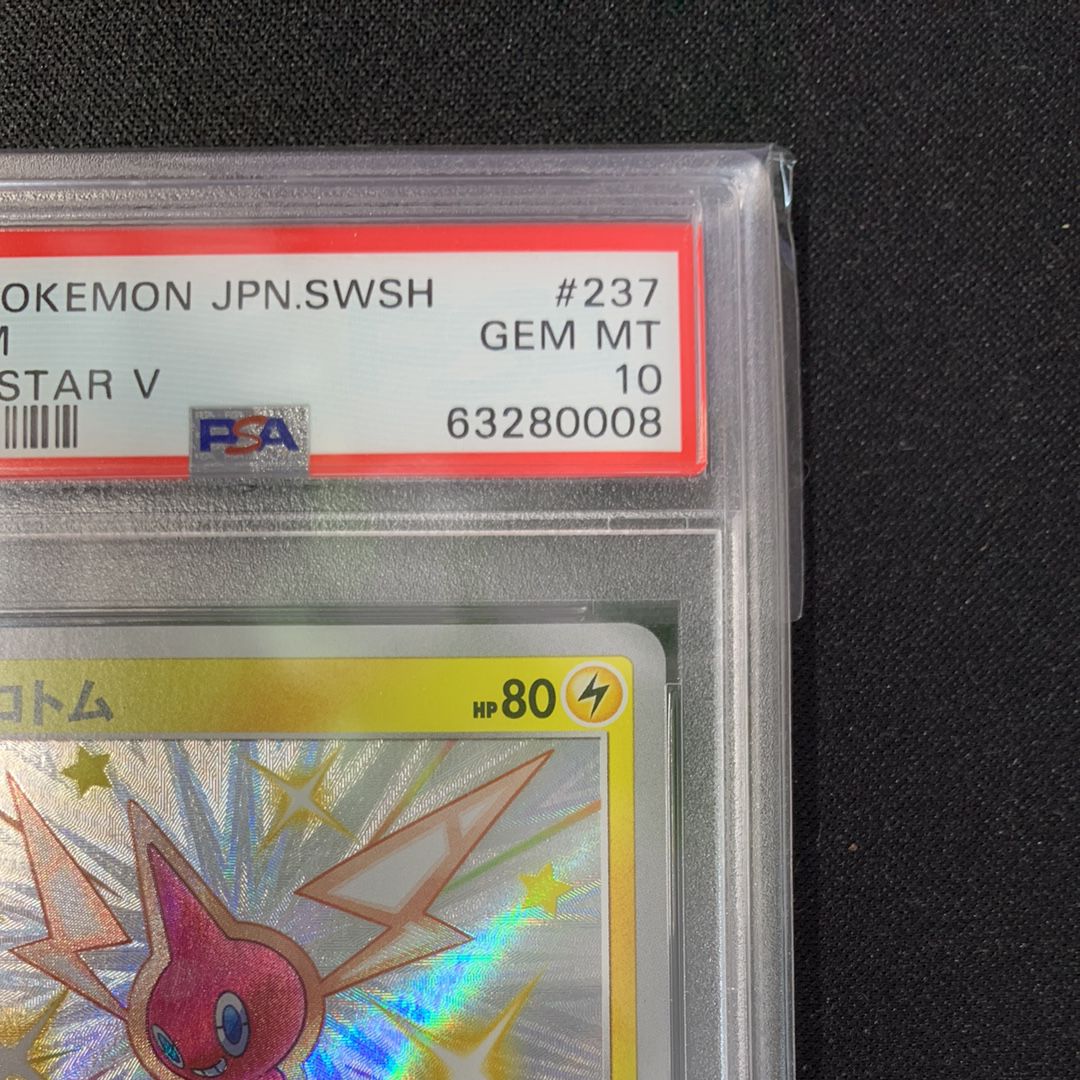 OKEMON JPN.SWSH #237
M GEM MT
STAR V 10
63280008
PSA
ロトム HP80